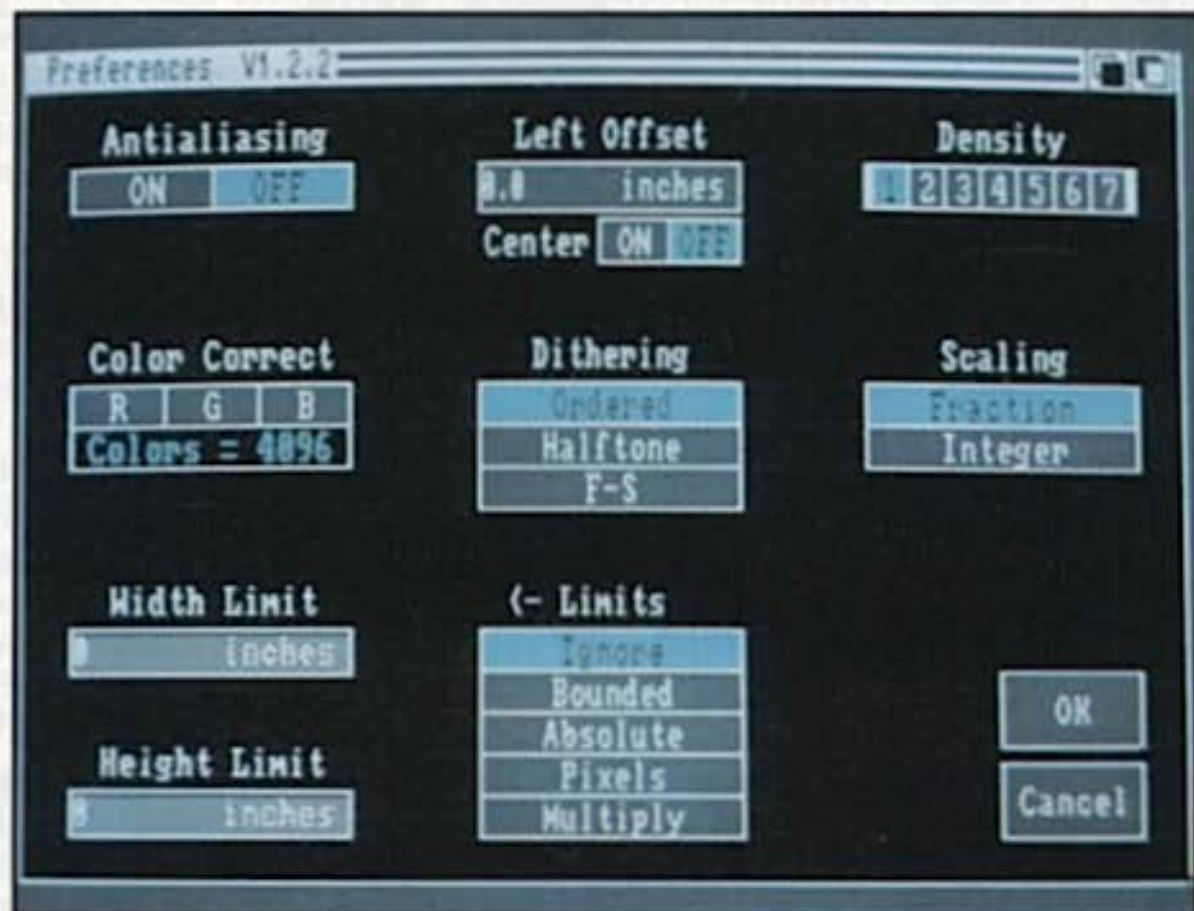 Preferences V1.2.2
Antialiasing
ON OFF
Left Offset
0.0 inches
Center ON OFF
Density
1 2 3 4 5 6 7
Color Correct
R G B
Colors = 4096
Dithering
Ordered
Halftone
F-S
Scaling
Fraction
Integer
Width Limit
0 inches
Height Limit
0 inches
<- Limits
Ignore
Bounded
Absolute
Pixels
Multiply
OK
Cancel